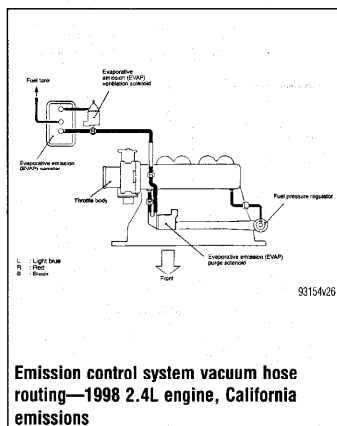 Fuel tank
Evaporative
emission (EVAP)
ventilation solenoid
Evaporative emission
(EVAP) canister
Throttle body
Fuel pressure regulator
Evaporative emission (EVAP)
purge solenoid
L : Light blue
R : Red
B : Black
Front
93154v26
Emission control system vacuum hose
routing—1998 2.4L engine, California
emissions